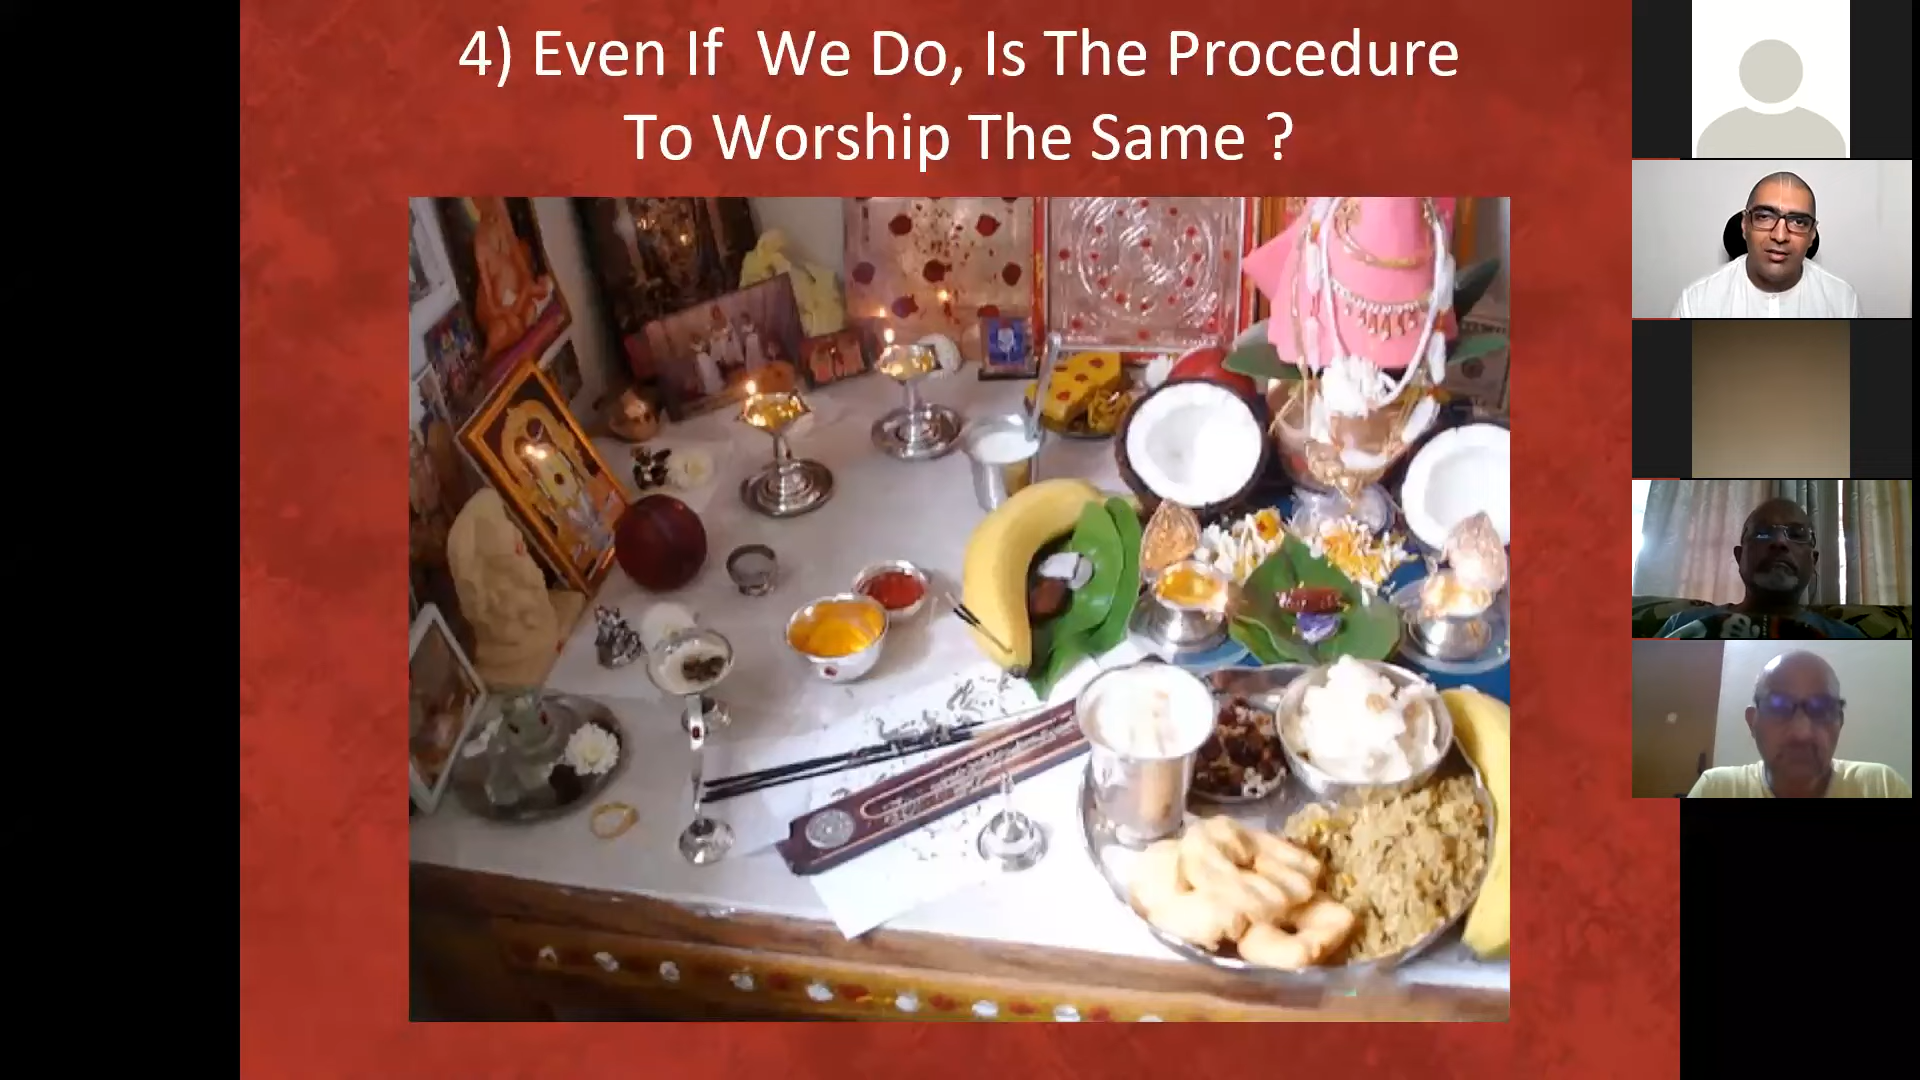 4) Even If  We Do, Is The Procedure
To Worship The Same ?